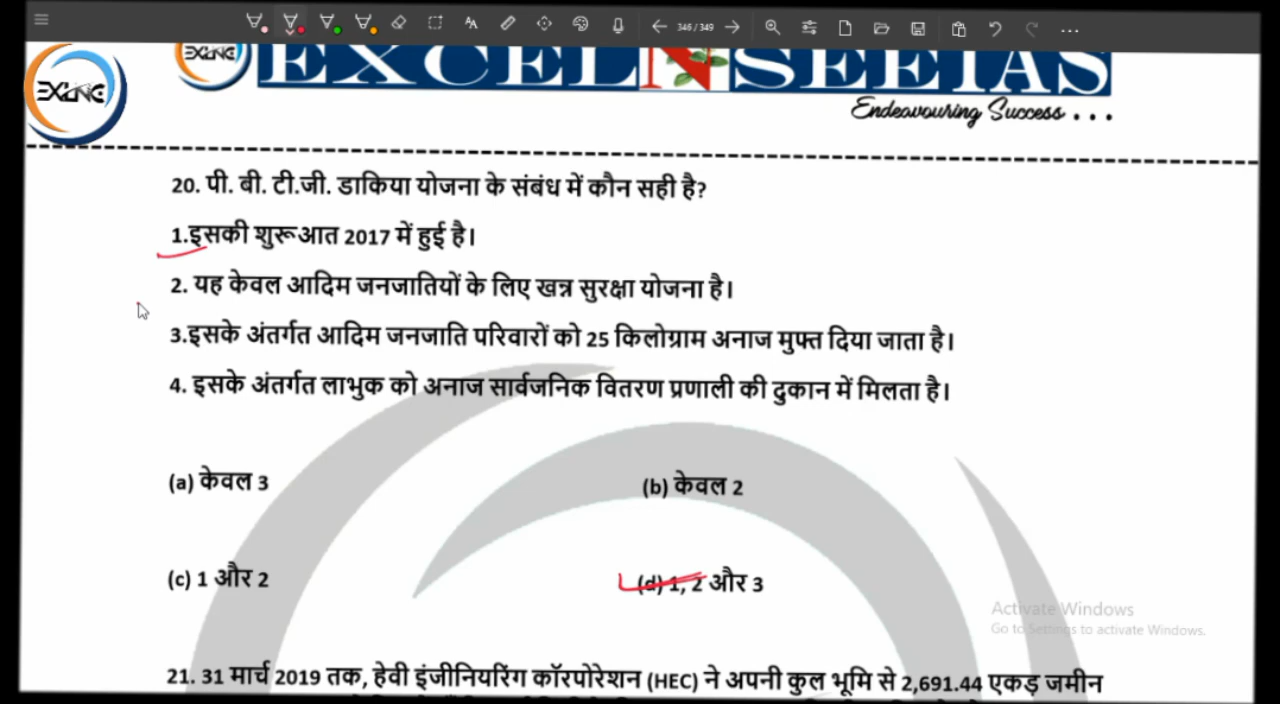 346 / 349
EXCEL N SEEIAS
Endeavouring Success . . .
20. पी. बी. टी.जी. डाकिया योजना के संबंध में कौन सही है?
1.इसकी शुरूआत 2017 में हुई है।
2. यह केवल आदिम जनजातियों के लिए खन्न सुरक्षा योजना है।
3.इसके अंतर्गत आदिम जनजाति परिवारों को 25 किलोग्राम अनाज मुफ्त दिया जाता है।
4. इसके अंतर्गत लाभुक को अनाज सार्वजनिक वितरण प्रणाली की दुकान में मिलता है।
(a) केवल 3
(b) केवल 2
(c) 1 और 2
(d) 1, 2 और 3
Activate Windows
Go to Settings to activate Windows.
21. 31 मार्च 2019 तक, हेवी इंजीनियरिंग कॉरपोरेशन (HEC) ने अपनी कुल भूमि से 2,691.44 एकड़ जमीन